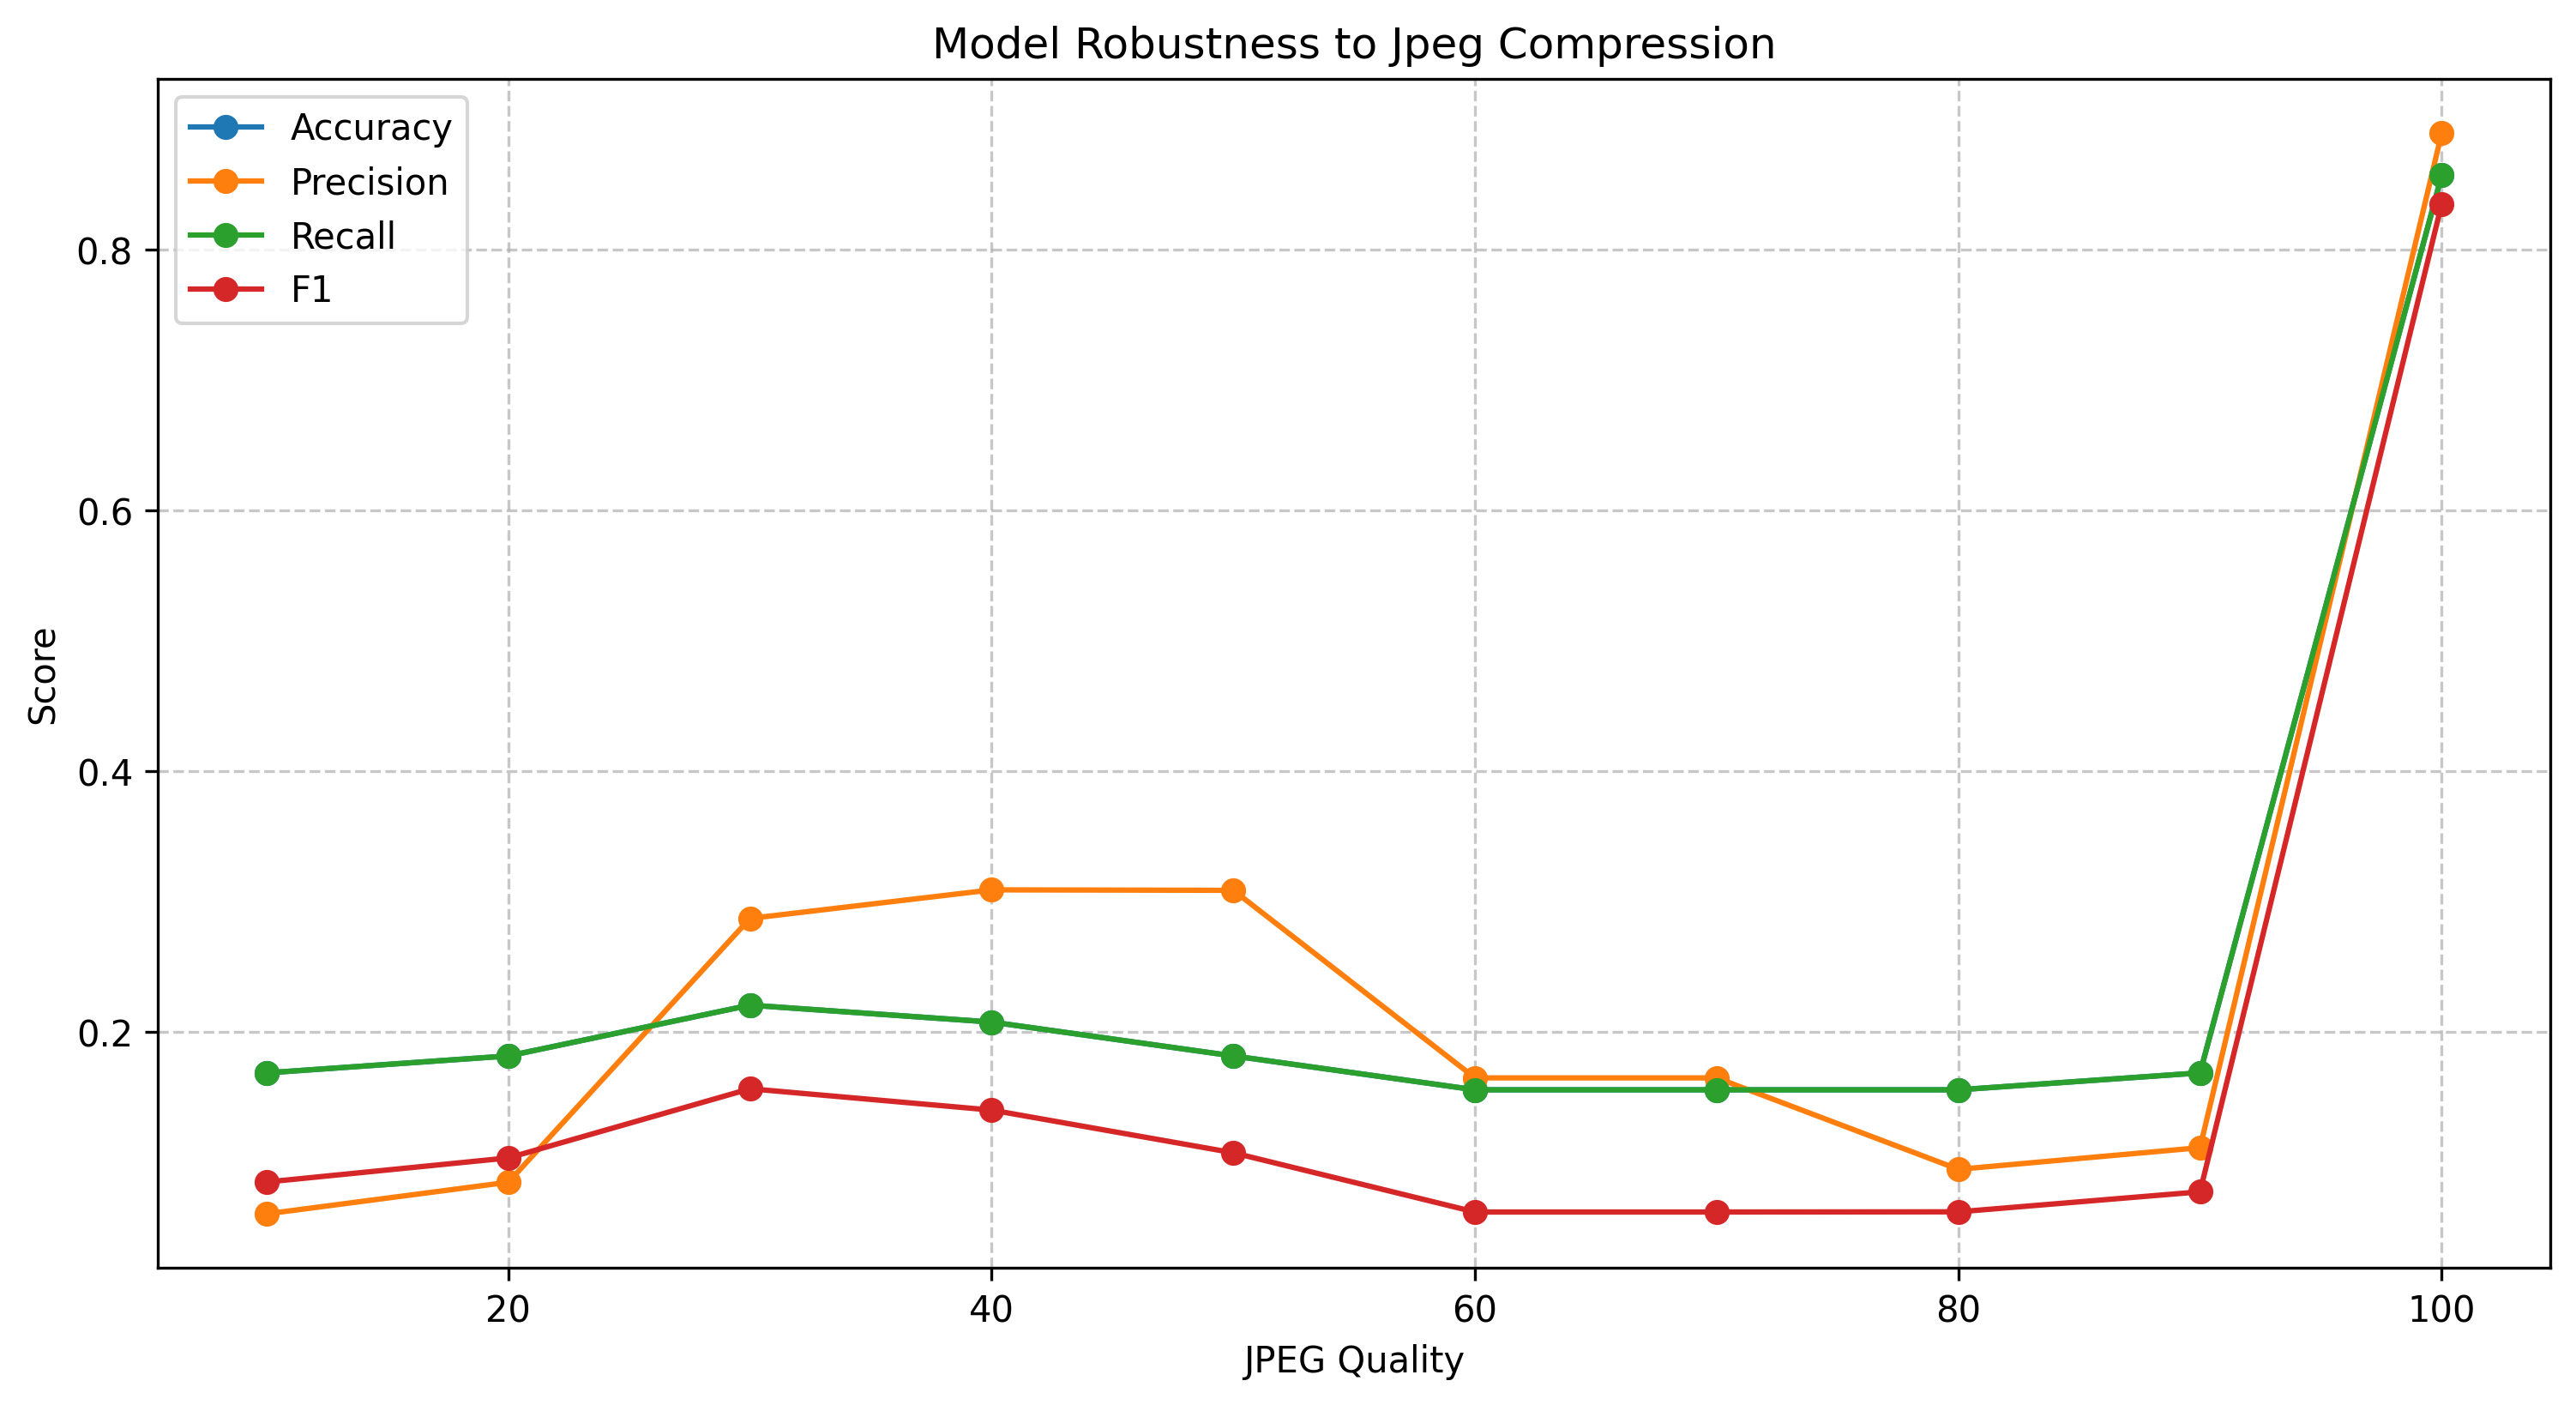 Model Robustness to Jpeg Compression
Accuracy
Precision
Recall
F1
0.8
0.6
0.4
0.2
Score
20
40
60
80
100
JPEG Quality